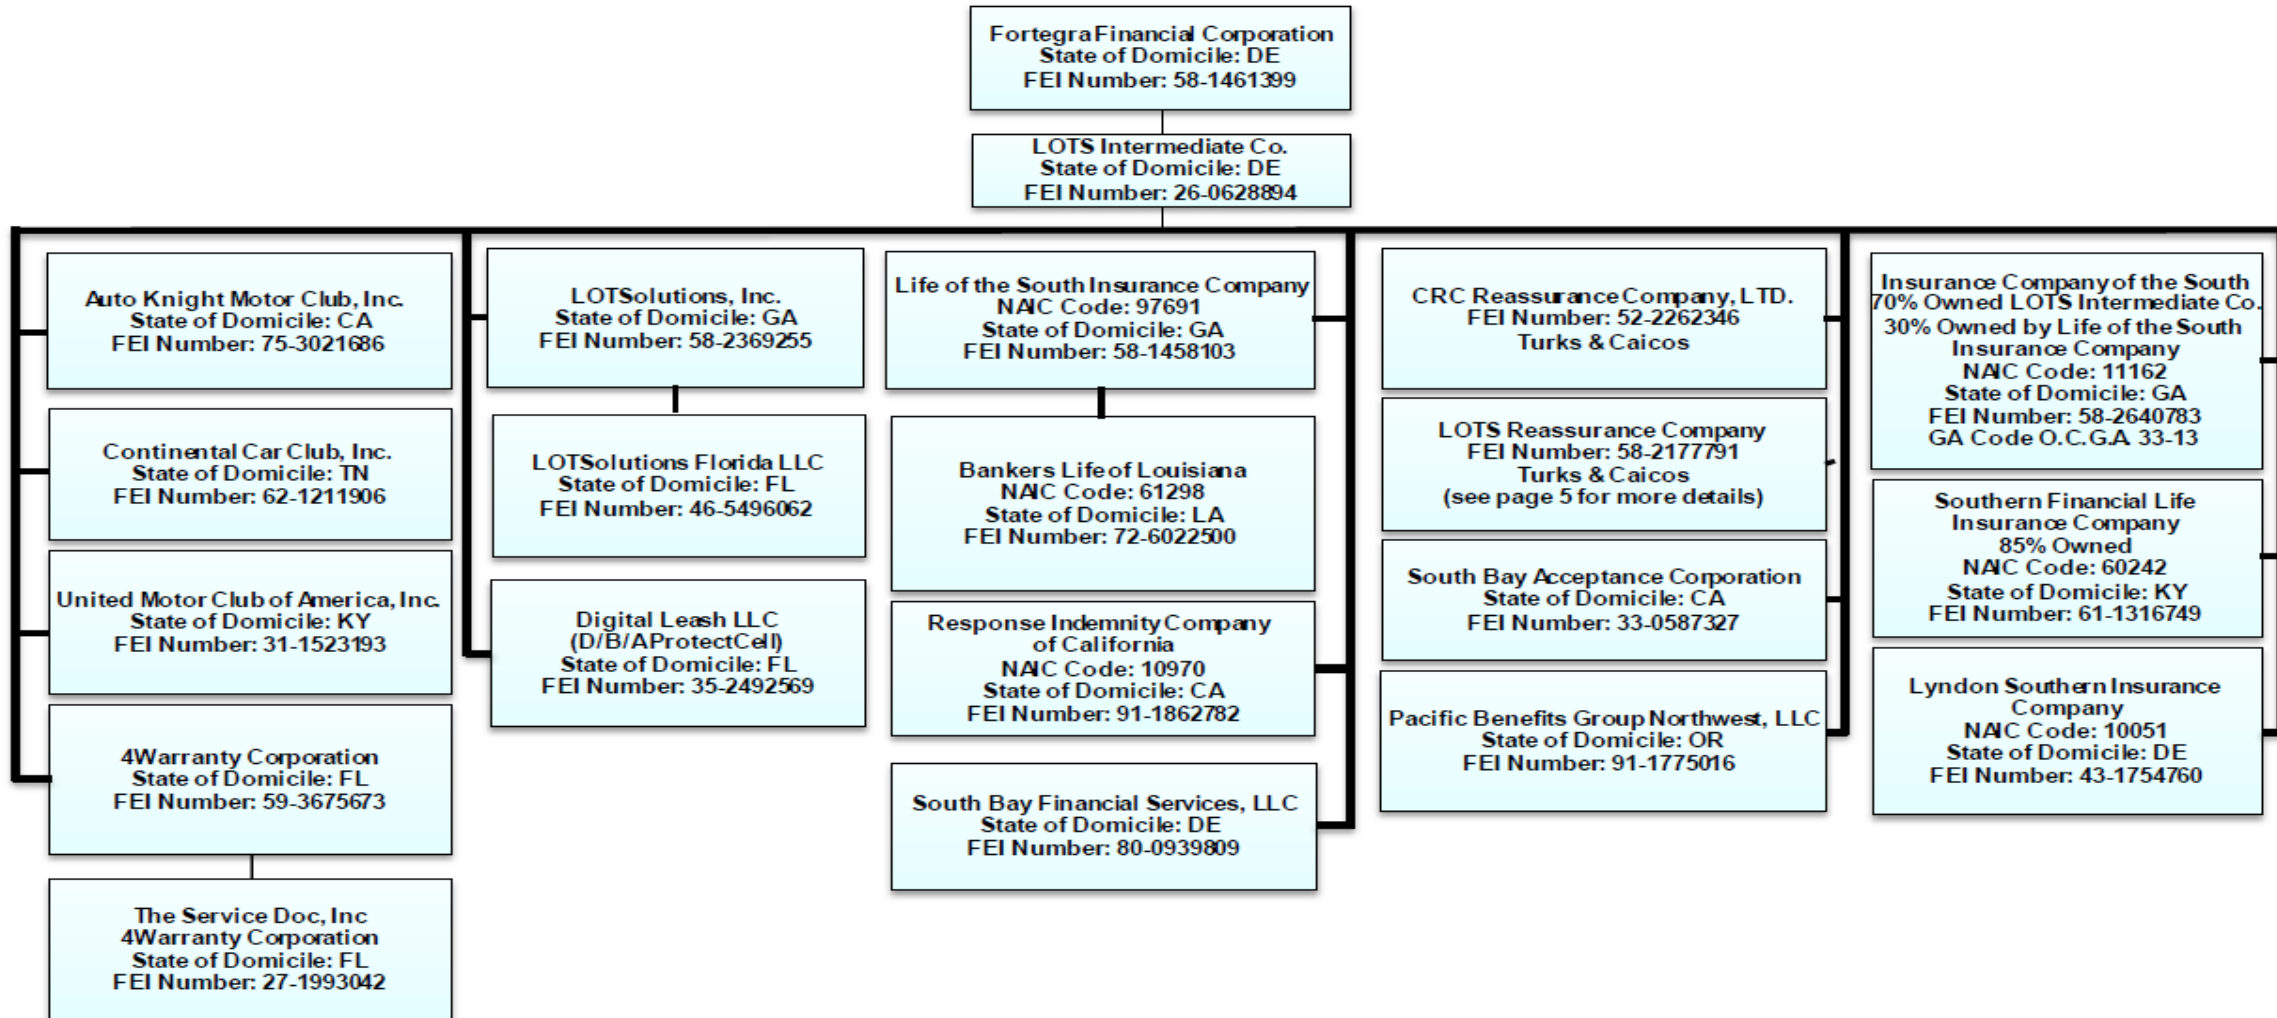 Fortegra Financial Corporation
State of Domicile: DE
FEI Number: 58-1461399
LOTS Intermediate Co.
State of Domicile: DE
FEI Number: 26-0628894
Auto Knight Motor Club, Inc.
State of Domicile: CA
FEI Number: 75-3021686
Continental Car Club, Inc.
State of Domicile: TN
FEI Number: 62-1211906
United Motor Club of America, Inc.
State of Domicile: KY
FEI Number: 31-1523193
4Warranty Corporation
State of Domicile: FL
FEI Number: 59-3675673
The Service Doc, Inc
4Warranty Corporation
State of Domicile: FL
FEI Number: 27-1993042
LOTSolutions, Inc.
State of Domicile: GA
FEI Number: 58-2369255
LOTSolutions Florida LLC
State of Domicile: FL
FEI Number: 46-5496062
Digital Leash LLC
(D/B/A ProtectCell)
State of Domicile: FL
FEI Number: 35-2492569
Life of the South Insurance Company
NAIC Code: 97691
State of Domicile: GA
FEI Number: 58-1458103
Bankers Life of Louisiana
NAIC Code: 61298
State of Domicile: LA
FEI Number: 72-6022500
Response Indemnity Company
of California
NAIC Code: 10970
State of Domicile: CA
FEI Number: 91-1862782
South Bay Financial Services, LLC
State of Domicile: DE
FEI Number: 80-0939809
CRC Reassurance Company, LTD.
FEI Number: 52-2262346
Turks & Caicos
LOTS Reassurance Company
FEI Number: 58-2177791
Turks & Caicos
(see page 5 for more details)
South Bay Acceptance Corporation
State of Domicile: CA
FEI Number: 33-0587327
Pacific Benefits Group Northwest, LLC
State of Domicile: OR
FEI Number: 91-1775016
Insurance Company of the South
70% Owned LOTS Intermediate Co.
30% Owned by Life of the South
Insurance Company
NAIC Code: 11162
State of Domicile: GA
FEI Number: 58-2640783
GA Code O.C.G.A. 33-13
Southern Financial Life
Insurance Company
85% Owned
NAIC Code: 60242
State of Domicile: KY
FEI Number: 61-1316749
Lyndon Southern Insurance
Company
NAIC Code: 10051
State of Domicile: DE
FEI Number: 43-1754760